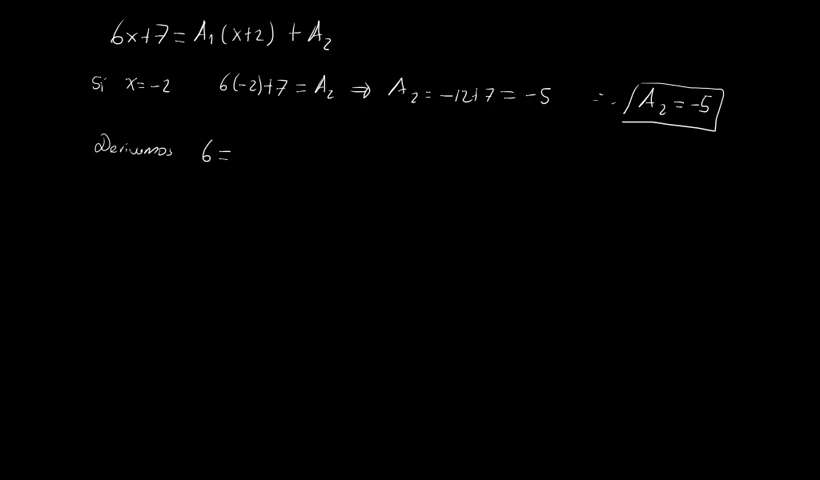 6x+7=A₁(x+2)+A₂
Si x=-2 6(-2)+7=A₂ ⇒ A₂=-12+7=-5 ∴ A₂=-5
Derivamos 6=